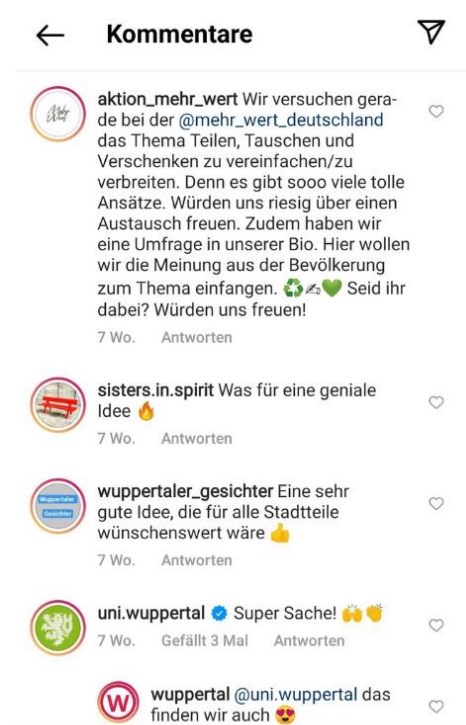 Kommentare
aktion_mehr_wert Wir versuchen gera-
de bei der @mehr_wert_deutschland
das Thema Teilen, Tauschen und
Verschenken zu vereinfachen/zu
verbreiten. Denn es gibt sooo viele tolle
Ansätze. Würden uns riesig über einen
Austausch freuen. Zudem haben wir
eine Umfrage in unserer Bio. Hier wollen
wir die Meinung aus der Bevölkerung
zum Thema einfangen. ♻️✍️💚 Seid ihr
dabei? Würden uns freuen!
7 Wo. Antworten
Mehr
Wert
sisters.in.spirit Was für eine geniale
Idee 🔥
7 Wo. Antworten
wuppertaler_gesichter Eine sehr
gute Idee, die für alle Stadtteile
wünschenswert wäre 👍
7 Wo. Antworten
Wuppertaler
Gesichter
uni.wuppertal Super Sache! 🙌👏
7 Wo. Gefällt 3 Mal Antworten
W
wuppertal @uni.wuppertal das
finden wir auch 😍